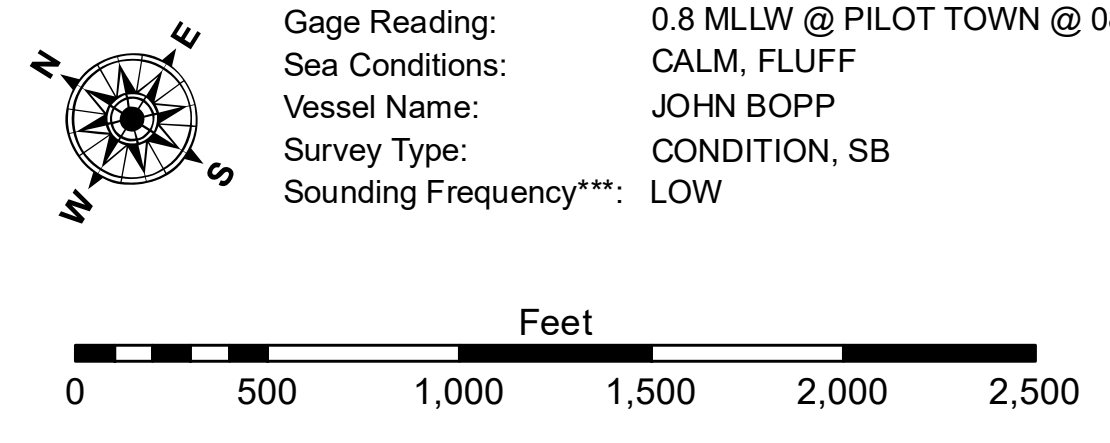 N
E
S
W
Gage Reading: 0.8 MLLW @ PILOT TOWN @
Sea Conditions: CALM, FLUFF
Vessel Name: JOHN BOPP
Survey Type: CONDITION, SB
Sounding Frequency***: LOW
Feet
0 500 1,000 1,500 2,000 2,500